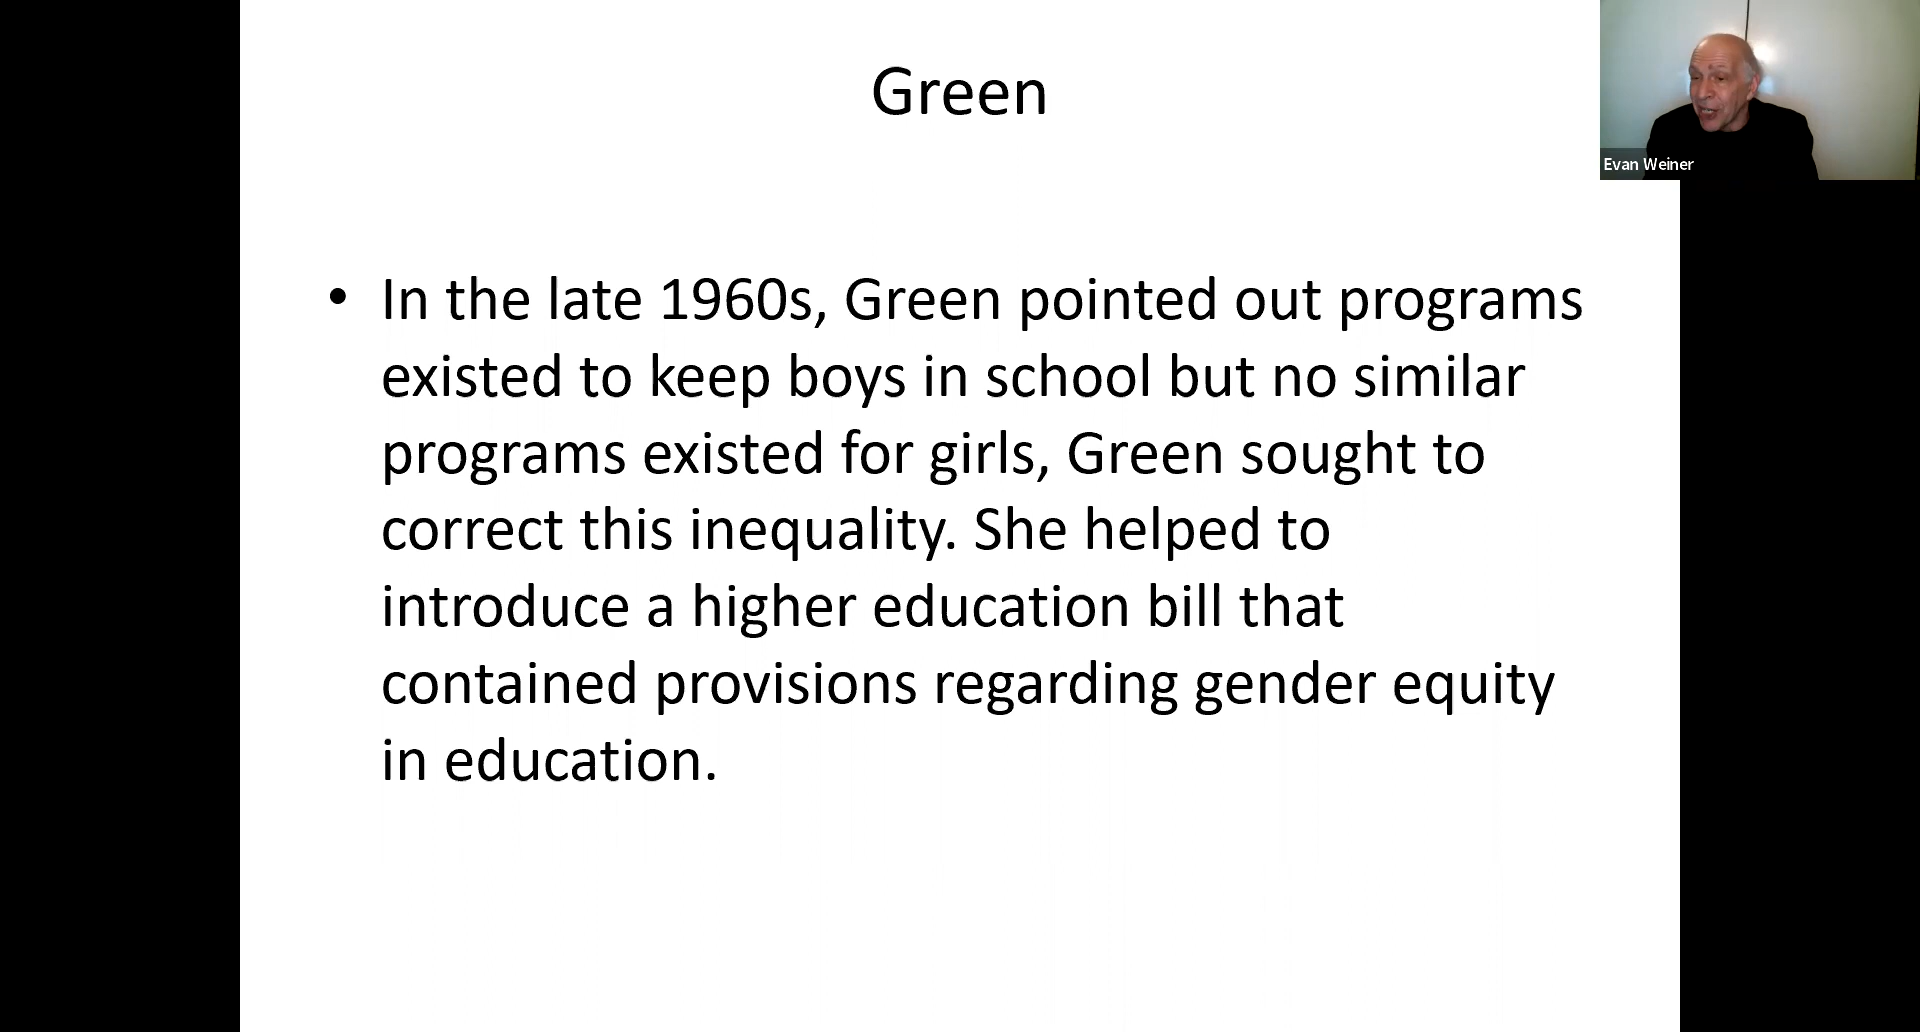 Green
Evan Weiner
• In the late 1960s, Green pointed out programs
existed to keep boys in school but no similar
programs existed for girls, Green sought to
correct this inequality. She helped to
introduce a higher education bill that
contained provisions regarding gender equity
in education.